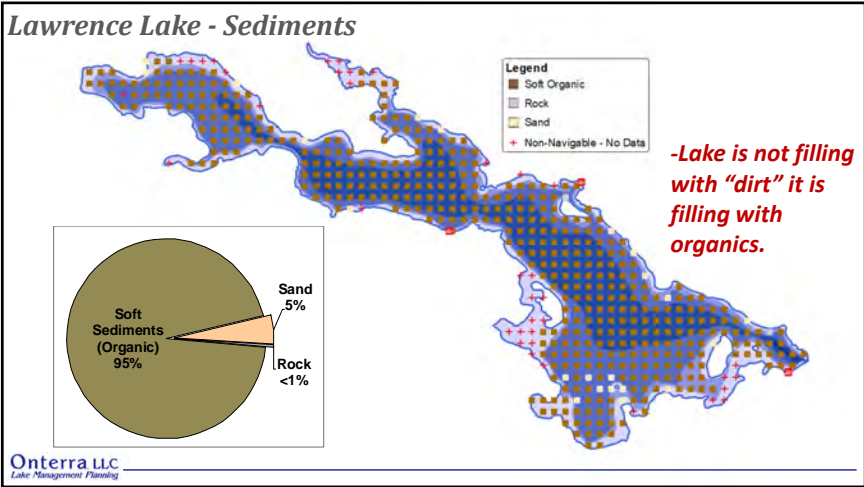 Lawrence Lake - Sediments
Legend
Soft Organic
Rock
Sand
Non-Navigable - No Data
-Lake is not filling
with “dirt” it is
filling with
organics.
Soft
Sediments
(Organic)
95%
Sand
5%
Rock
<1%
Onterra LLC
Lake Management Planning